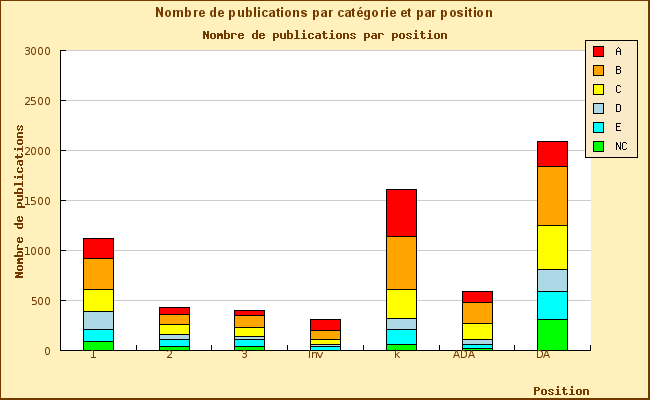 Nombre de publications par catégorie et par position
Nombre de publications par position
Nombre de publications
3000
2500
2000
1500
1000
500
0
1 2 3 Inv k ADA DA
Position
A
B
C
D
E
NC